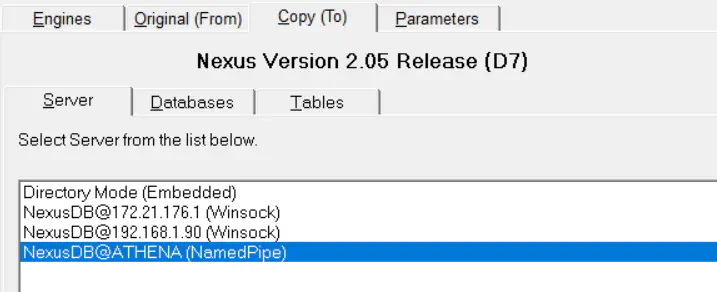 Engines Original (From) Copy (To) Parameters
Nexus Version 2.05 Release (D7)
Server Databases Tables
Select Server from the list below.
Directory Mode (Embedded)
NexusDB@172.21.176.1 (Winsock)
NexusDB@192.168.1.90 (Winsock)
NexusDB@ATHENA (NamedPipe)